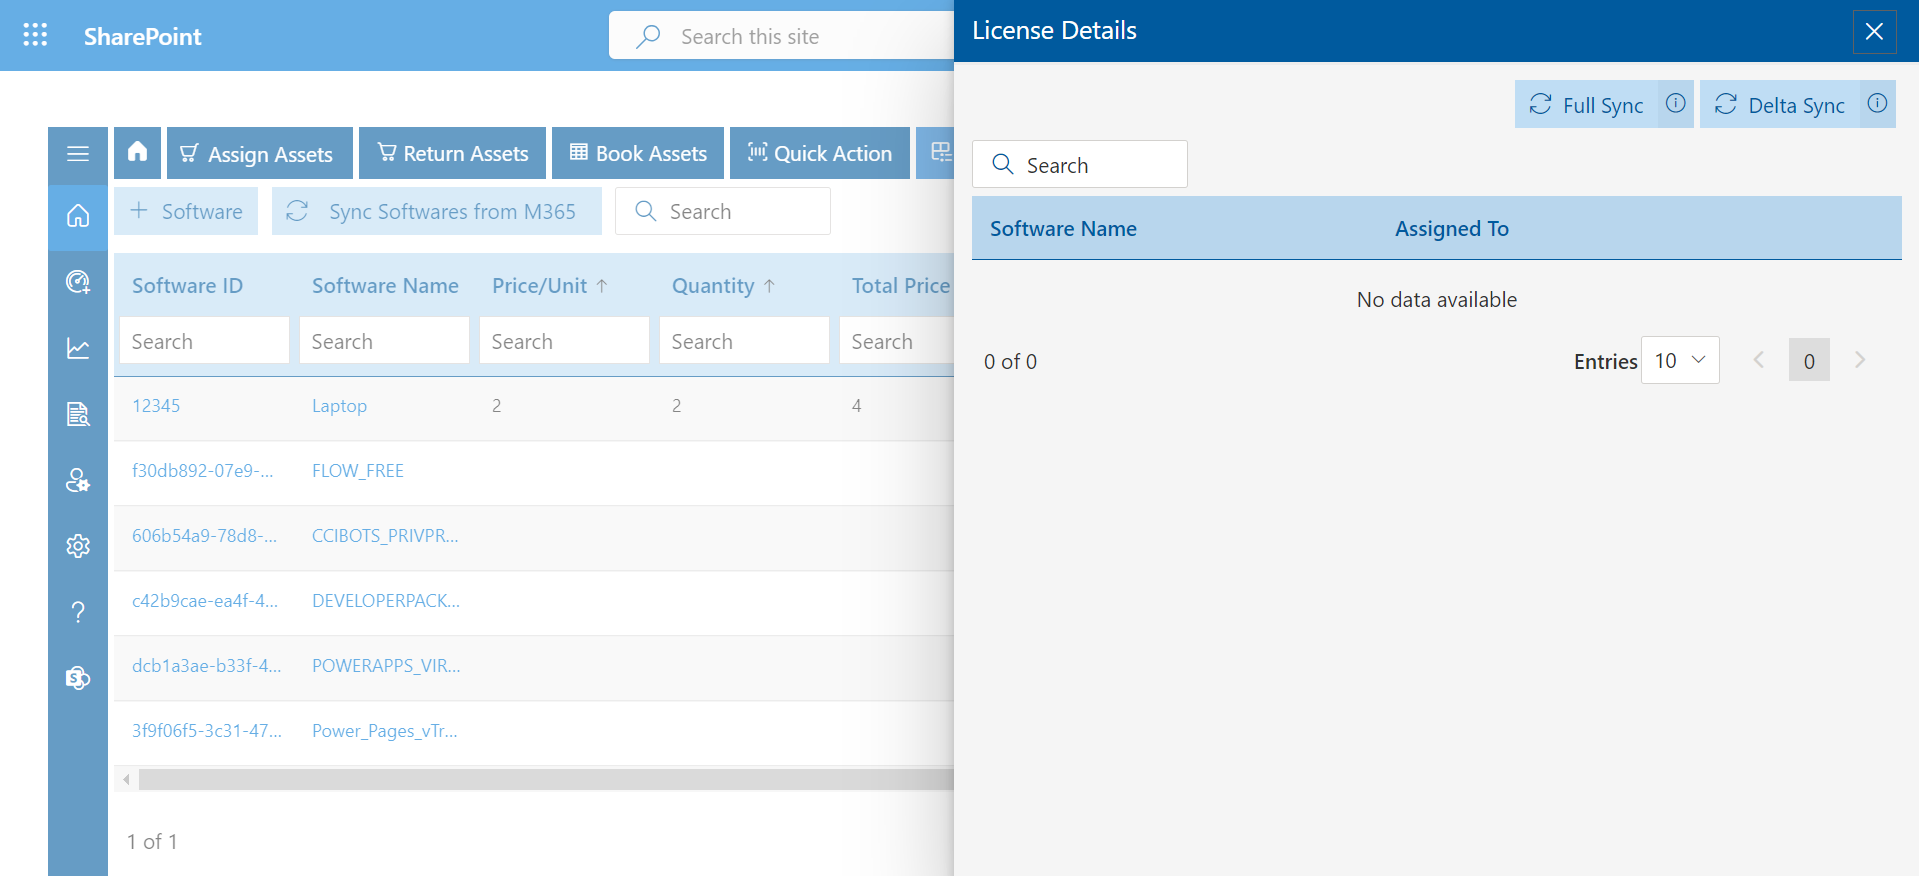 SharePoint
Search this site
License Details
Full Sync
Delta Sync
Search
Software Name Assigned To
No data available
0 of 0 Entries 10 0
Assign Assets Return Assets Book Assets Quick Action
+ Software Sync Softwares from M365 Search
Software ID Software Name Price/Unit ↑ Quantity ↑ Total Price
Search Search Search Search Search
12345 Laptop 2 2 4
f30db892-07e9-... FLOW_FREE
606b54a9-78d8-... CCIBOTS_PRIVPR...
c42b9cae-ea4f-4... DEVELOPERPACK...
dcb1a3ae-b33f-4... POWERAPPS_VIR...
3f9f06f5-3c31-47... Power_Pages_vTr...
1 of 1